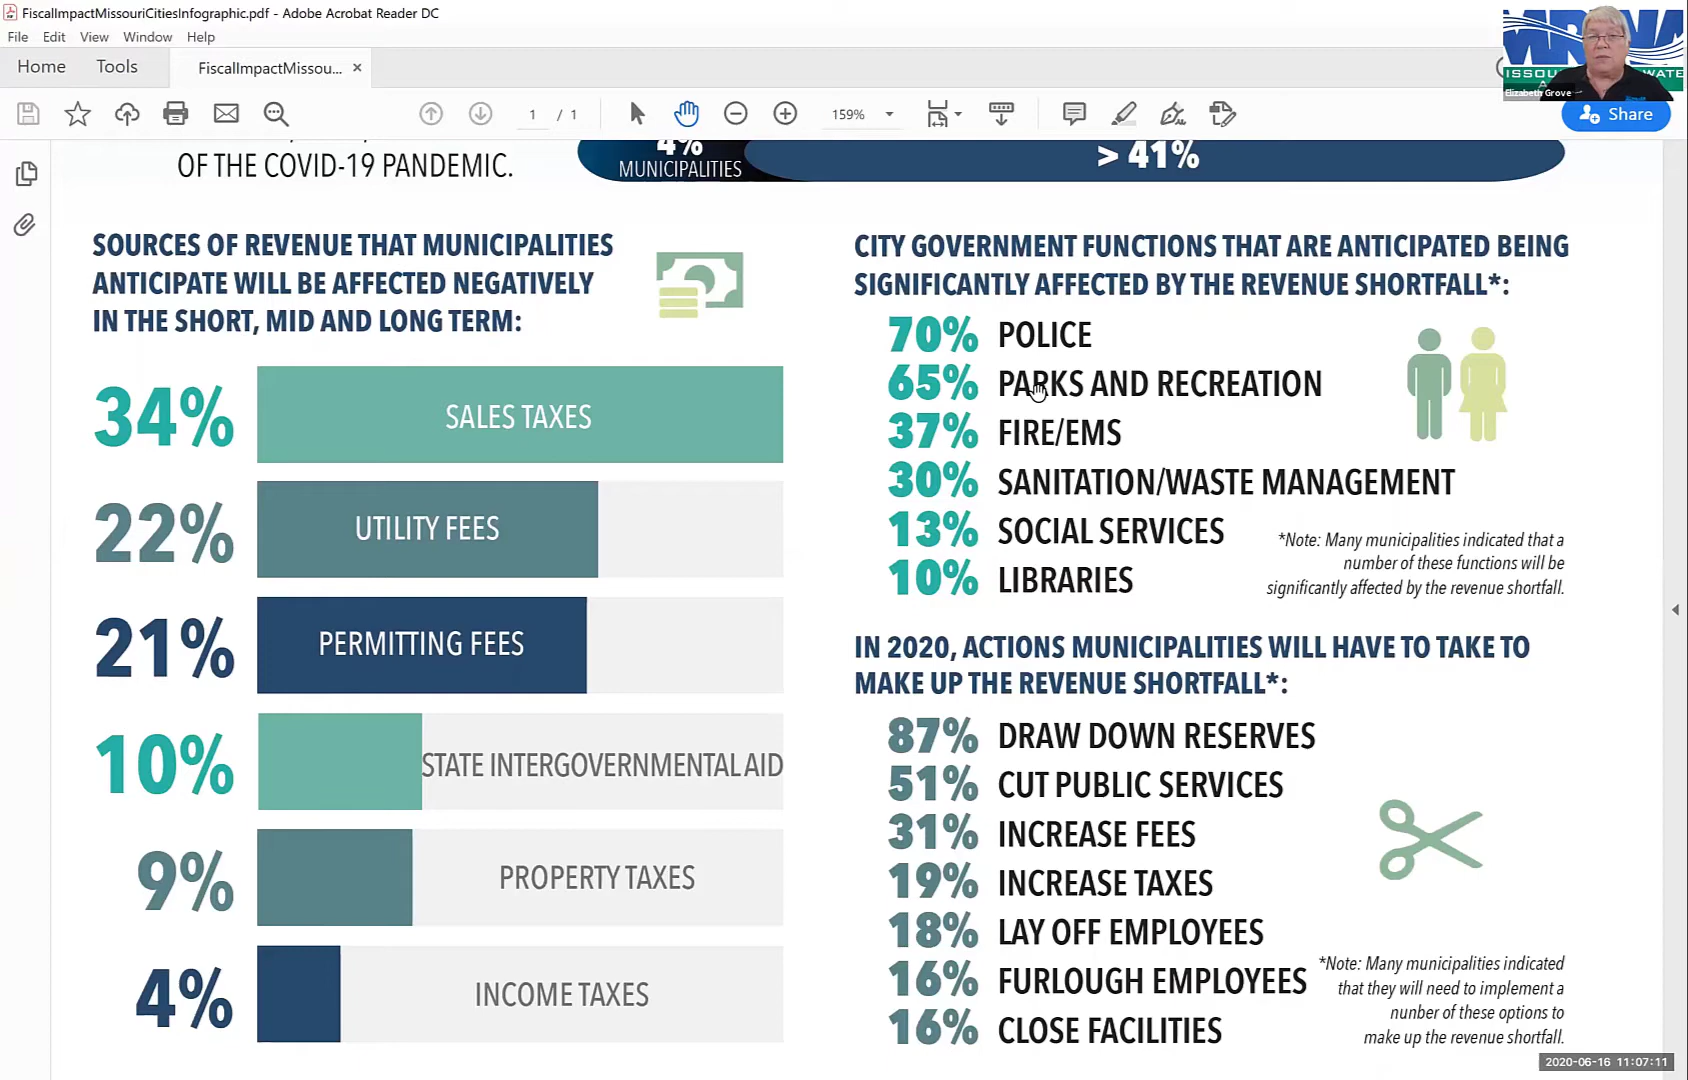 FiscalImpactMissouriCitiesInfographic.pdf - Adobe Acrobat Reader DC
File Edit View Window Help
Home Tools FiscalImpactMissou... ×
1 / 1 159% Share
Elizabeth Grove
OF THE COVID-19 PANDEMIC.
4%
MUNICIPALITIES
> 41%
SOURCES OF REVENUE THAT MUNICIPALITIES
ANTICIPATE WILL BE AFFECTED NEGATIVELY
IN THE SHORT, MID AND LONG TERM:
34% SALES TAXES
22% UTILITY FEES
21% PERMITTING FEES
10% STATE INTERGOVERNMENTAL AID
9% PROPERTY TAXES
4% INCOME TAXES
CITY GOVERNMENT FUNCTIONS THAT ARE ANTICIPATED BEING
SIGNIFICANTLY AFFECTED BY THE REVENUE SHORTFALL*:
70% POLICE
65% PARKS AND RECREATION
37% FIRE/EMS
30% SANITATION/WASTE MANAGEMENT
13% SOCIAL SERVICES
10% LIBRARIES
*Note: Many municipalities indicated that a
number of these functions will be
significantly affected by the revenue shortfall.
IN 2020, ACTIONS MUNICIPALITIES WILL HAVE TO TAKE TO
MAKE UP THE REVENUE SHORTFALL*:
87% DRAW DOWN RESERVES
51% CUT PUBLIC SERVICES
31% INCREASE FEES
19% INCREASE TAXES
18% LAY OFF EMPLOYEES
16% FURLOUGH EMPLOYEES
16% CLOSE FACILITIES
*Note: Many municipalities indicated
that they will need to implement a
nunber of these options to
make up the revenue shortfall.
2020-06-16 11:07:11